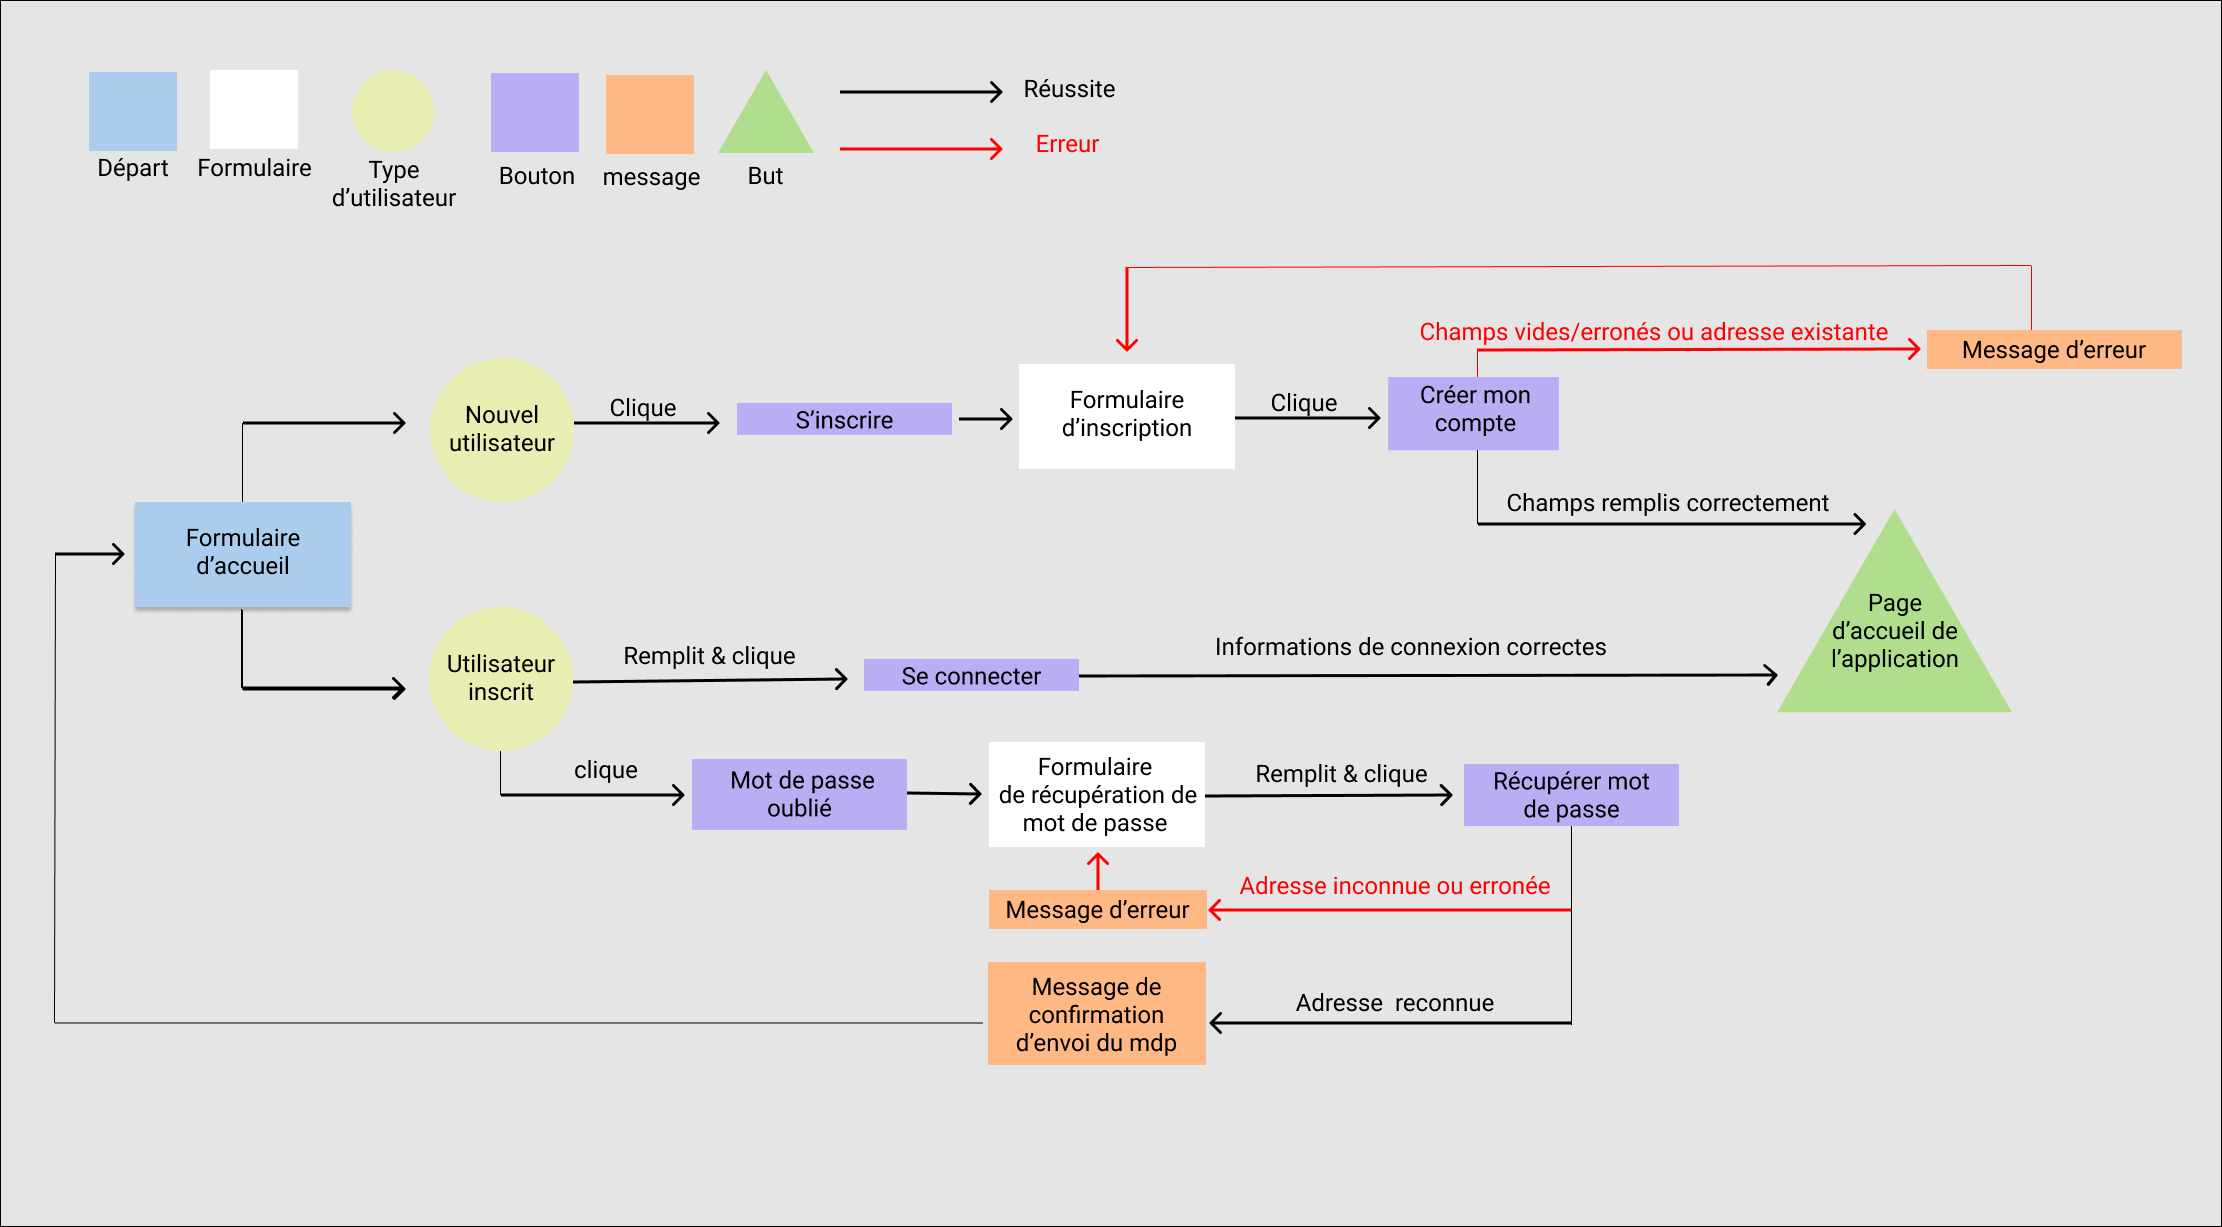 Départ
Formulaire
Type
d’utilisateur
Bouton
message
But
Réussite
Erreur
Champs vides/erronés ou adresse existante
Message d’erreur
Nouvel
utilisateur
Clique
S’inscrire
Formulaire
d’inscription
Clique
Créer mon
compte
Champs remplis correctement
Formulaire
d’accueil
Page
d’accueil de
l’application
Utilisateur
inscrit
Remplit & clique
Se connecter
Informations de connexion correctes
clique
Mot de passe
oublié
Formulaire
de récupération de
mot de passe
Remplit & clique
Récupérer mot
de passe
Adresse inconnue ou erronée
Message d’erreur
Message de
confirmation
d’envoi du mdp
Adresse  reconnue